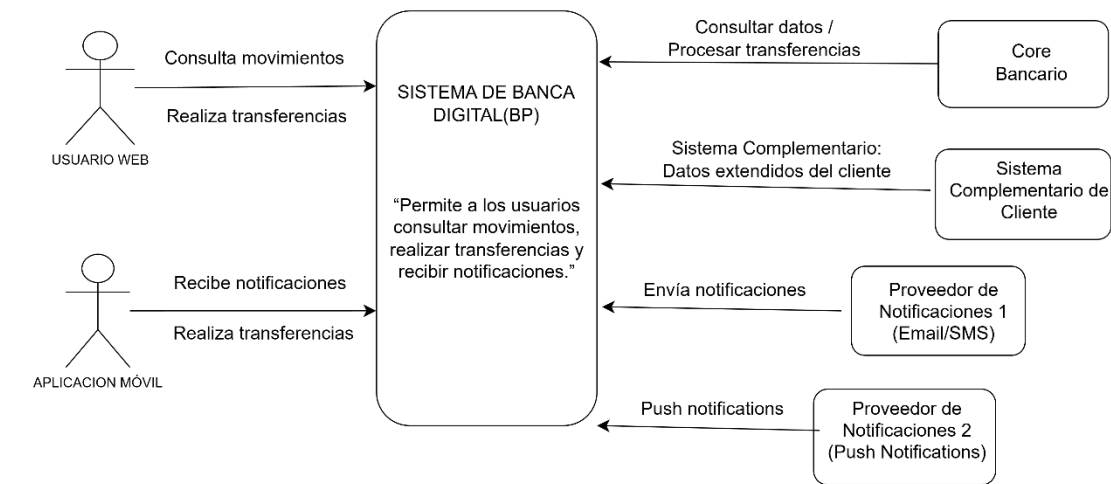 Consulta movimientos
Realiza transferencias
USUARIO WEB
Recibe notificaciones
Realiza transferencias
APLICACION MÓVIL
SISTEMA DE BANCA
DIGITAL(BP)
“Permite a los usuarios
consultar movimientos,
realizar transferencias y
recibir notificaciones.”
Consultar datos /
Procesar transferencias
Core
Bancario
Sistema Complementario:
Datos extendidos del cliente
Sistema
Complementario de
Cliente
Envía notificaciones
Proveedor de
Notificaciones 1
(Email/SMS)
Push notifications
Proveedor de
Notificaciones 2
(Push Notifications)